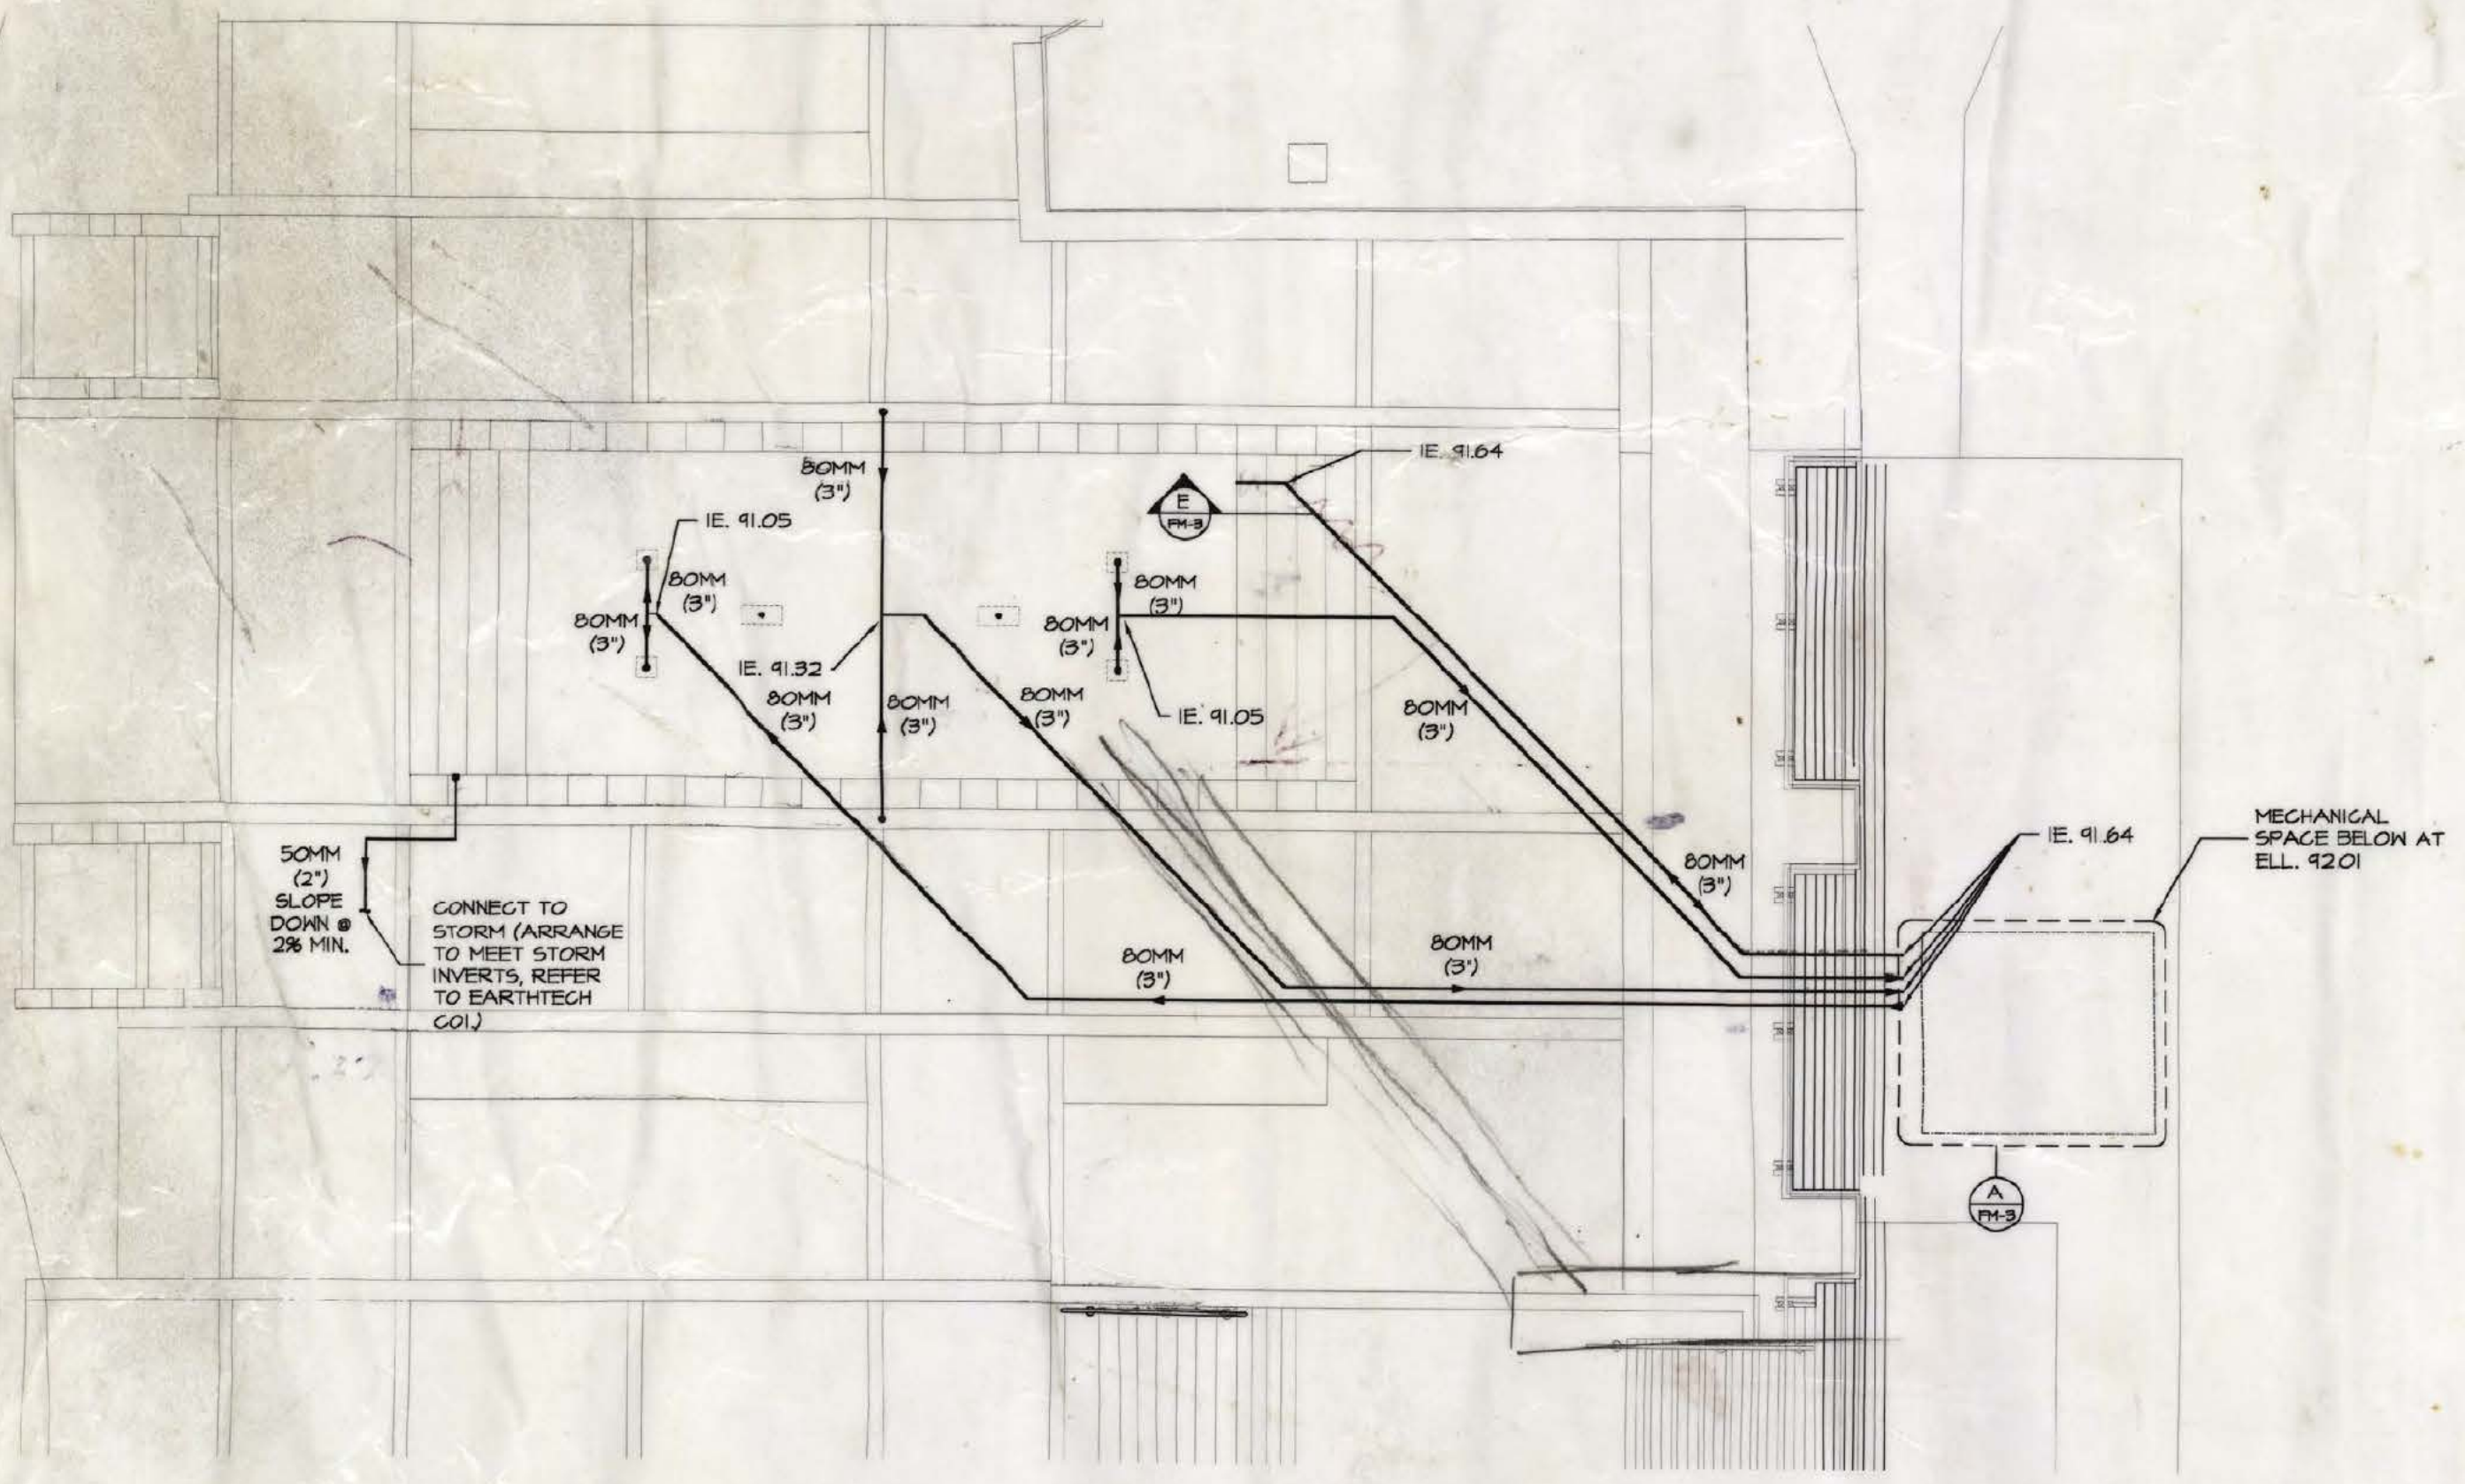 IE. 91.64
80MM
(3")
E
FM-3
IE. 91.05
80MM
(3")
80MM
(3")
80MM
(3")
80MM
(3")
IE. 91.32
80MM
(3")
80MM
(3")
80MM
(3")
IE. 91.05
80MM
(3")
50MM
(2")
SLOPE
DOWN @
2% MIN.
CONNECT TO
STORM (ARRANGE
TO MEET STORM
INVERTS, REFER
TO EARTHTECH
C01.)
80MM
(3")
80MM
(3")
80MM
(3")
IE. 91.64
MECHANICAL
SPACE BELOW AT
ELL. 9201
A
FM-3